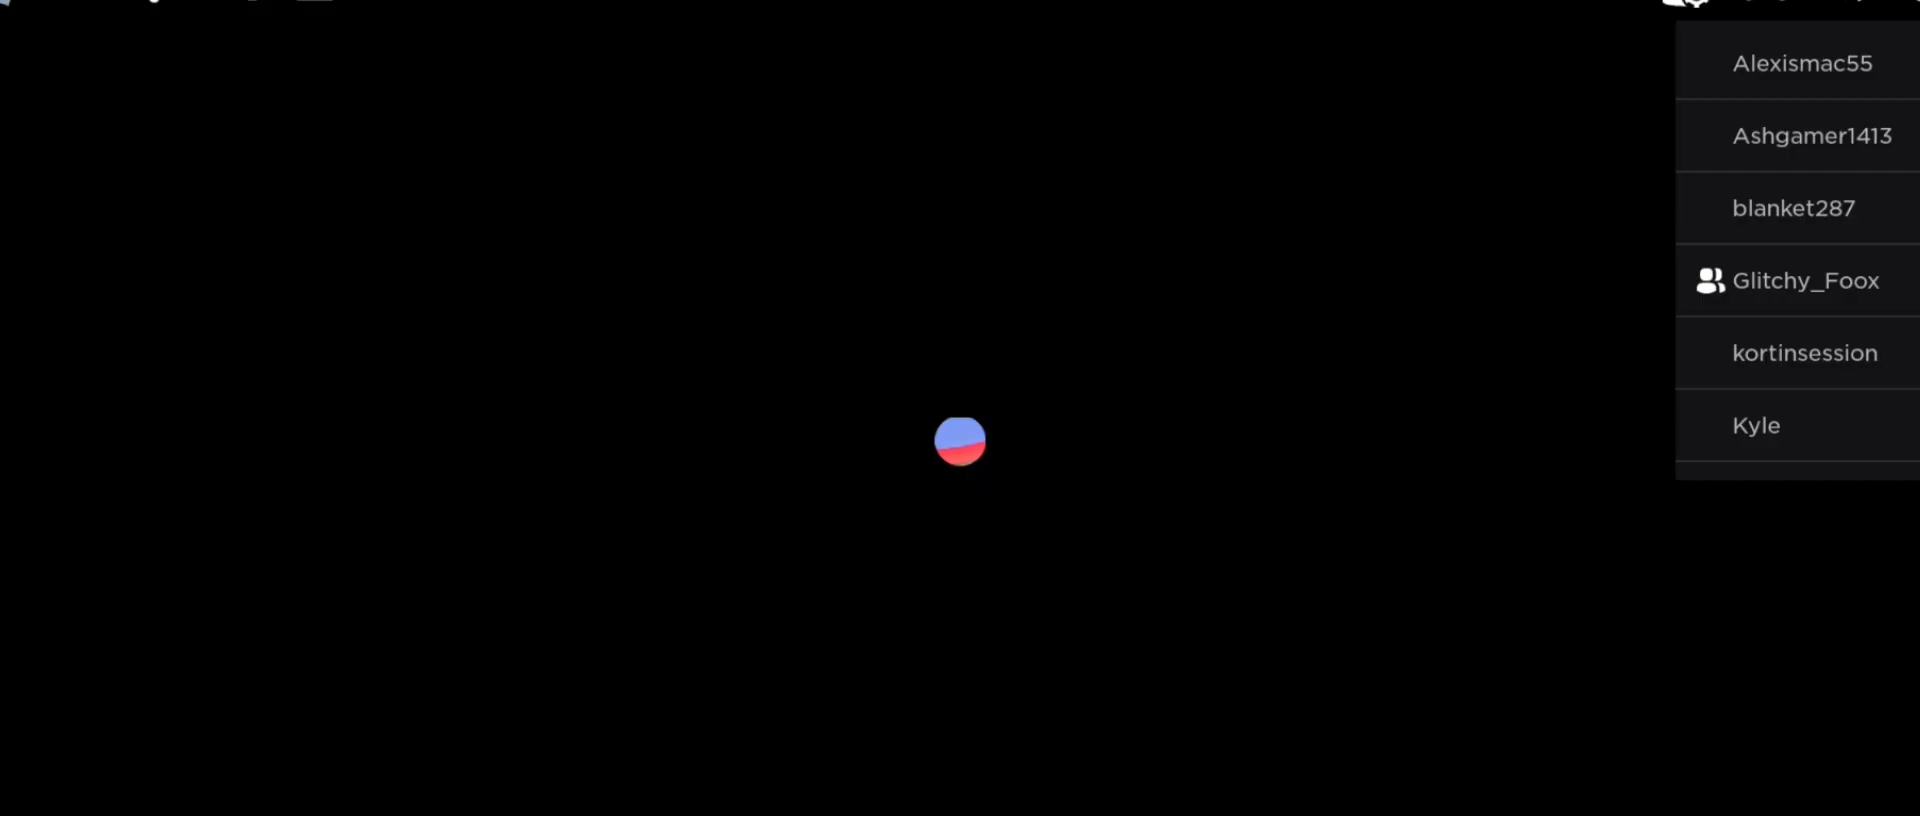 Alexismac55
Ashgamer1413
blanket287
Glitchy_Foox
kortinsession
Kyle